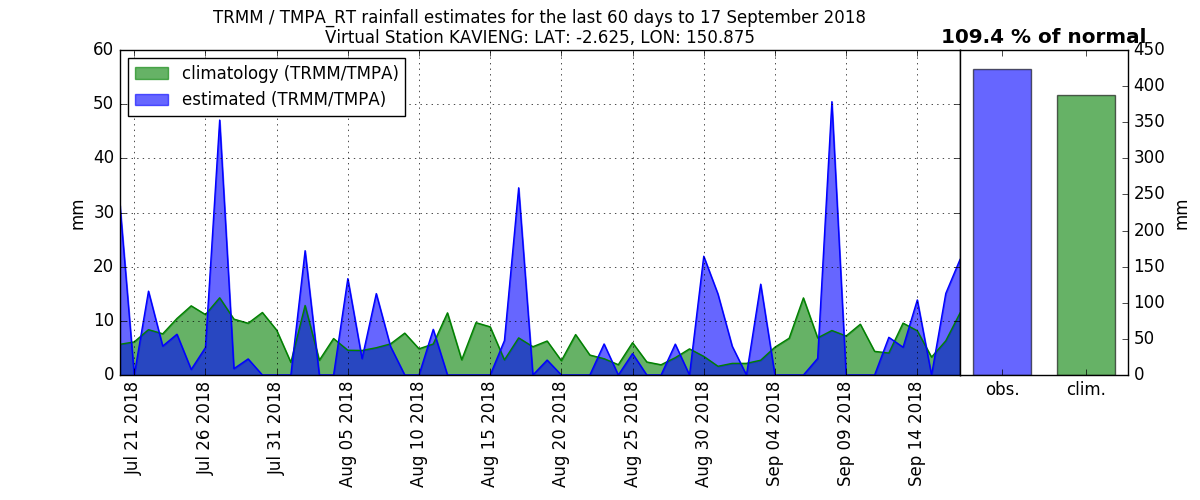 TRMM / TMPA_RT rainfall estimates for the last 60 days to 17 September 2018
Virtual Station KAVIENG: LAT: -2.625, LON: 150.875
109.4 % of normal
climatology (TRMM/TMPA)
estimated (TRMM/TMPA)
60
50
40
30
20
10
0
mm
Jul 21 2018
Jul 26 2018
Jul 31 2018
Aug 05 2018
Aug 10 2018
Aug 15 2018
Aug 20 2018
Aug 25 2018
Aug 30 2018
Sep 04 2018
Sep 09 2018
Sep 14 2018
obs.
clim.
450
400
350
300
250
200
150
100
50
0
mm